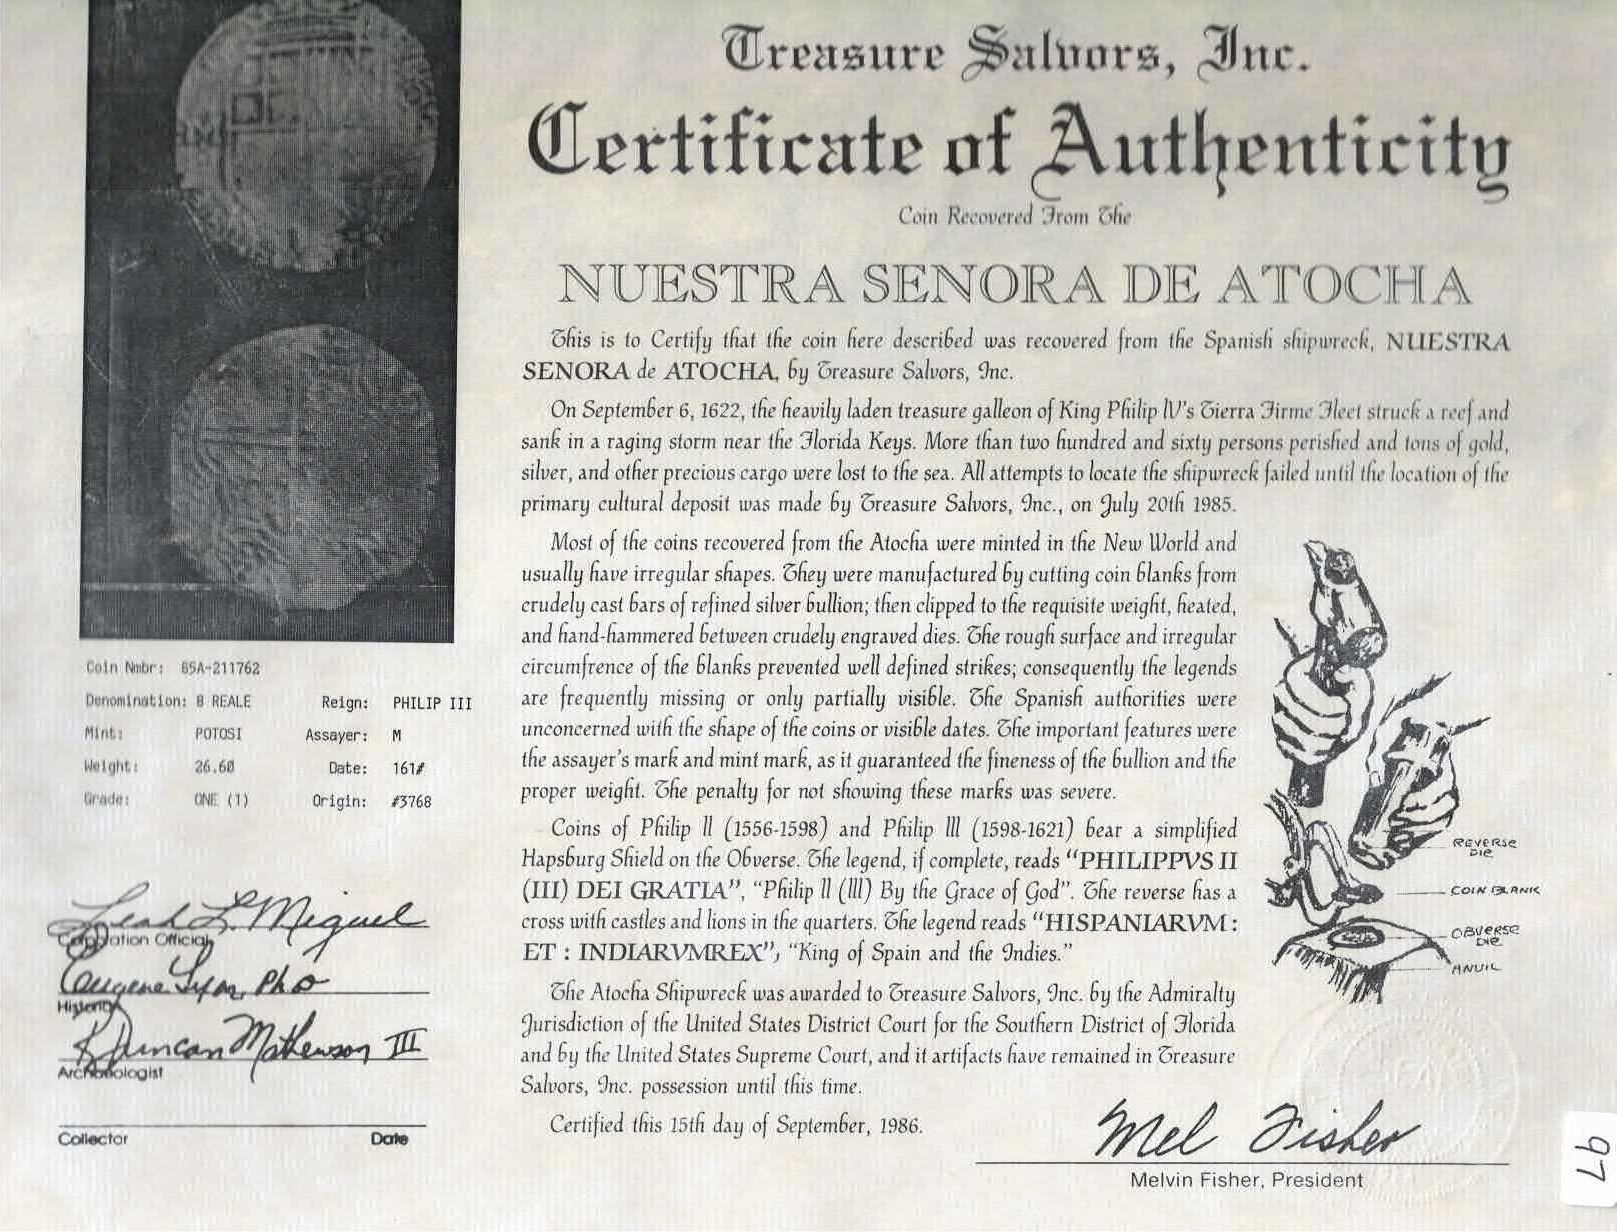 Treasure Salvors, Inc.
Certificate of Authenticity
Coin Recovered From The
NUESTRA SENORA DE ATOCHA
This is to Certify that the coin here described was recovered from the Spanish shipwreck, NUESTRA
SENORA de ATOCHA, by Treasure Salvors, Inc.
On September 6, 1622, the heavily laden treasure galleon of King Philip IV's Tierra Firme Fleet struck a reef and
sank in a raging storm near the Florida Keys. More than two hundred and sixty persons perished and tons of gold,
silver, and other precious cargo were lost to the sea. All attempts to locate the shipwreck failed until the location of the
primary cultural deposit was made by Treasure Salvors, Inc., on July 20th 1985.
Most of the coins recovered from the Atocha were minted in the New World and
usually have irregular shapes. They were manufactured by cutting coin blanks from
crudely cast bars of refined silver bullion; then clipped to the requisite weight, heated,
and hand-hammered between crudely engraved dies. The rough surface and irregular
circumfrence of the blanks prevented well defined strikes; consequently the legends
are frequently missing or only partially visible. The Spanish authorities were
unconcerned with the shape of the coins or visible dates. The important features were
the assayer's mark and mint mark, as it guaranteed the fineness of the bullion and the
proper weight. The penalty for not showing these marks was severe.
Coins of Philip II (1556-1598) and Philip III (1598-1621) bear a simplified
Hapsburg Shield on the Obverse. The legend, if complete, reads "PHILIPPVS II
(III) DEI GRATIA", "Philip II (III) By the Grace of God". The reverse has a
cross with castles and lions in the quarters. The legend reads "HISPANIARVM :
ET : INDIARVMREX", "King of Spain and the Indies."
The Atocha Shipwreck was awarded to Treasure Salvors, Inc. by the Admiralty
Jurisdiction of the United States District Court for the Southern District of Florida
and by the United States Supreme Court, and it artifacts have remained in Treasure
Salvors, Inc. possession until this time.
Certified this 15th day of September, 1986.
REVERSE
DIE
COIN BLANK
OBVERSE
DIE
ANVIL
SEAL
Mel Fisher
Melvin Fisher, President
97
Coin Nmbr: 85A-211762
Denomination: 8 REALE Reign: PHILIP III
Mint: POTOSI Assayer: M
Weight: 26.60 Date: 161#
Grade: ONE (1) Origin: #3768
Leah L. Miguel
Corporation Official
Eugene Lyon, PhD
Historian
R Duncan Mathewson III
Archaeologist
Collector Date